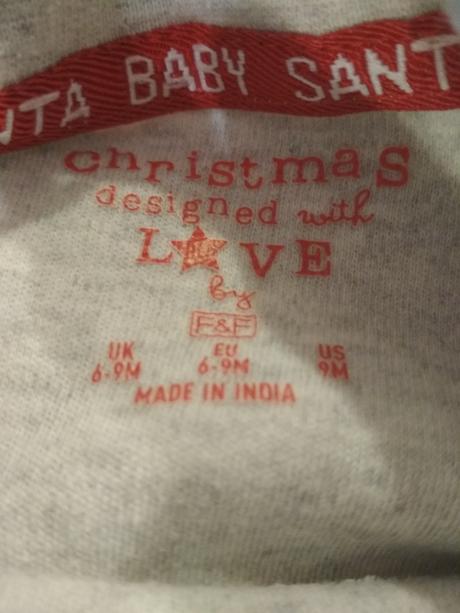 NTA BABY SANT
christmas
designed with
LOVE
by
F&F
UK EU US
6-9M 6-9M 9M
MADE IN INDIA